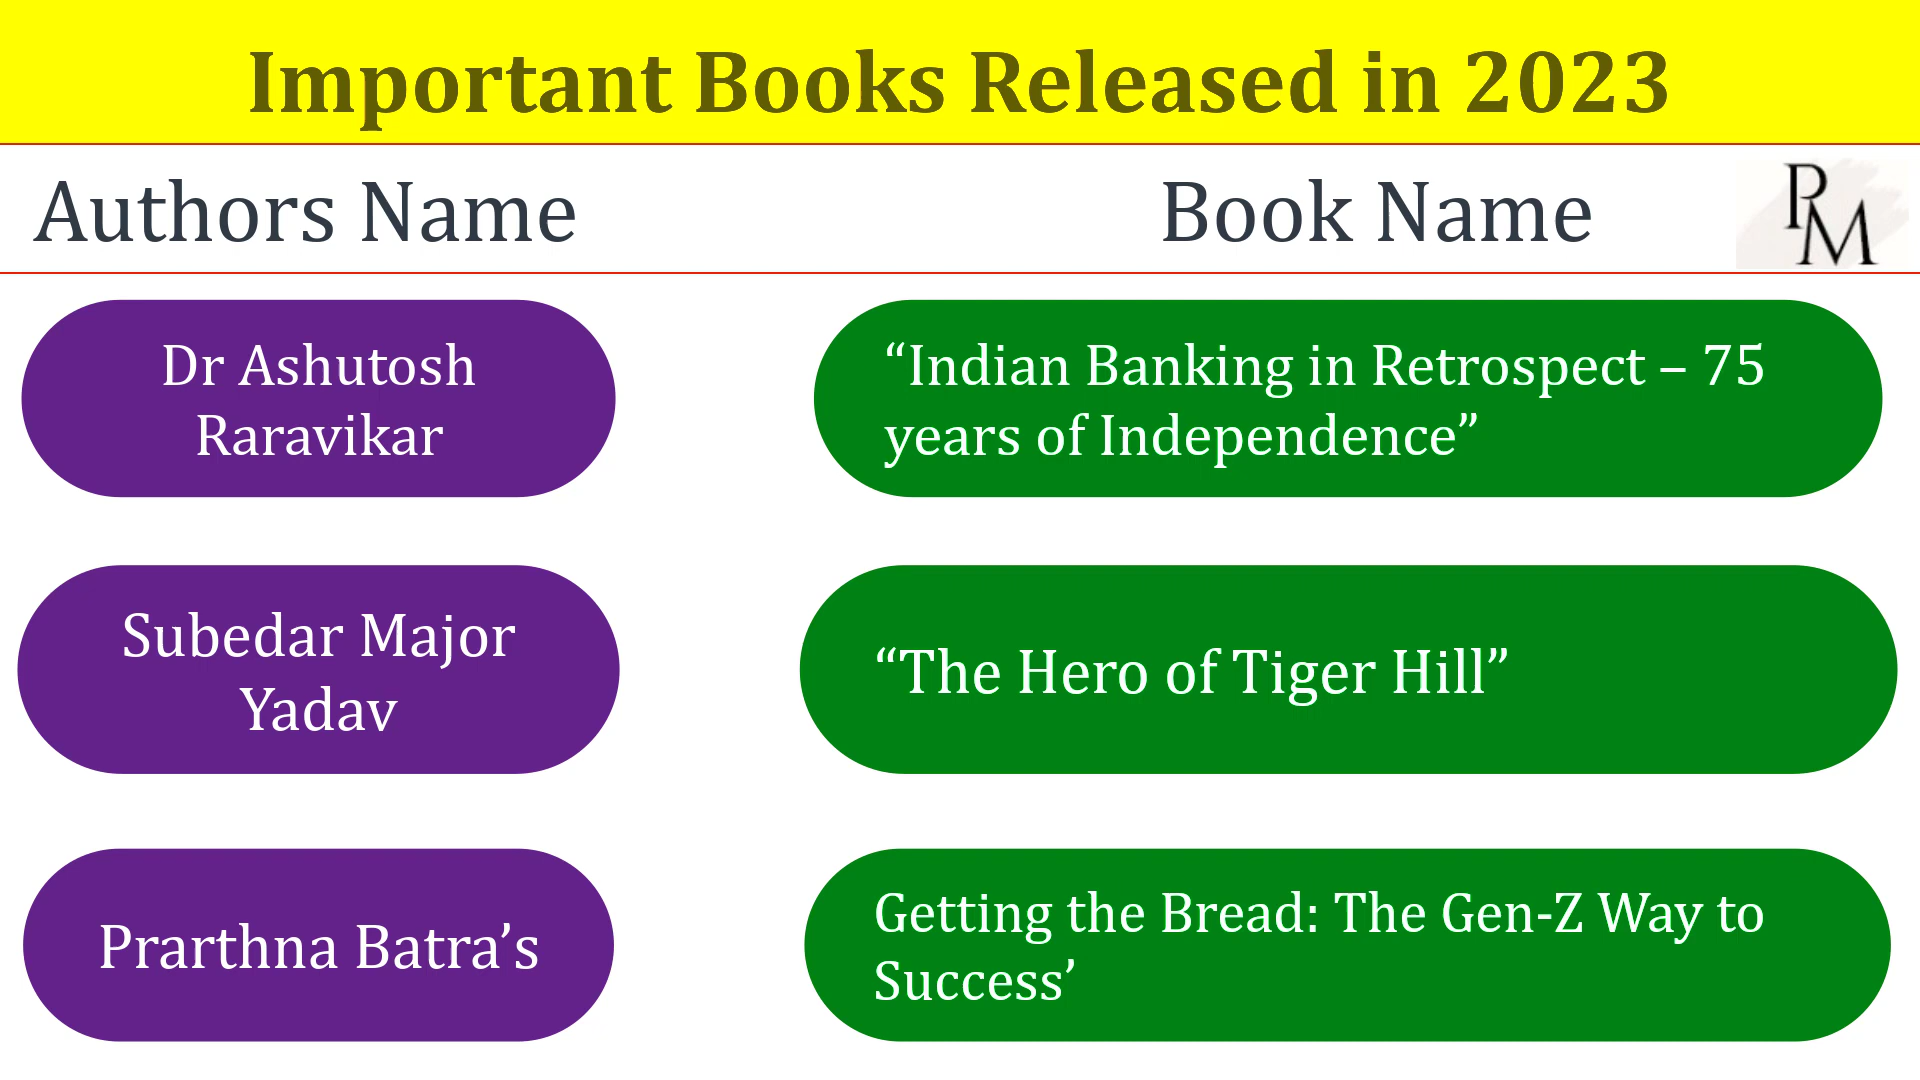 Important Books Released in 2023
Authors Name
Book Name
PM
Dr Ashutosh
Raravikar
“Indian Banking in Retrospect – 75
years of Independence”
Subedar Major
Yadav
“The Hero of Tiger Hill”
Prarthna Batra’s
Getting the Bread: The Gen-Z Way to
Success’